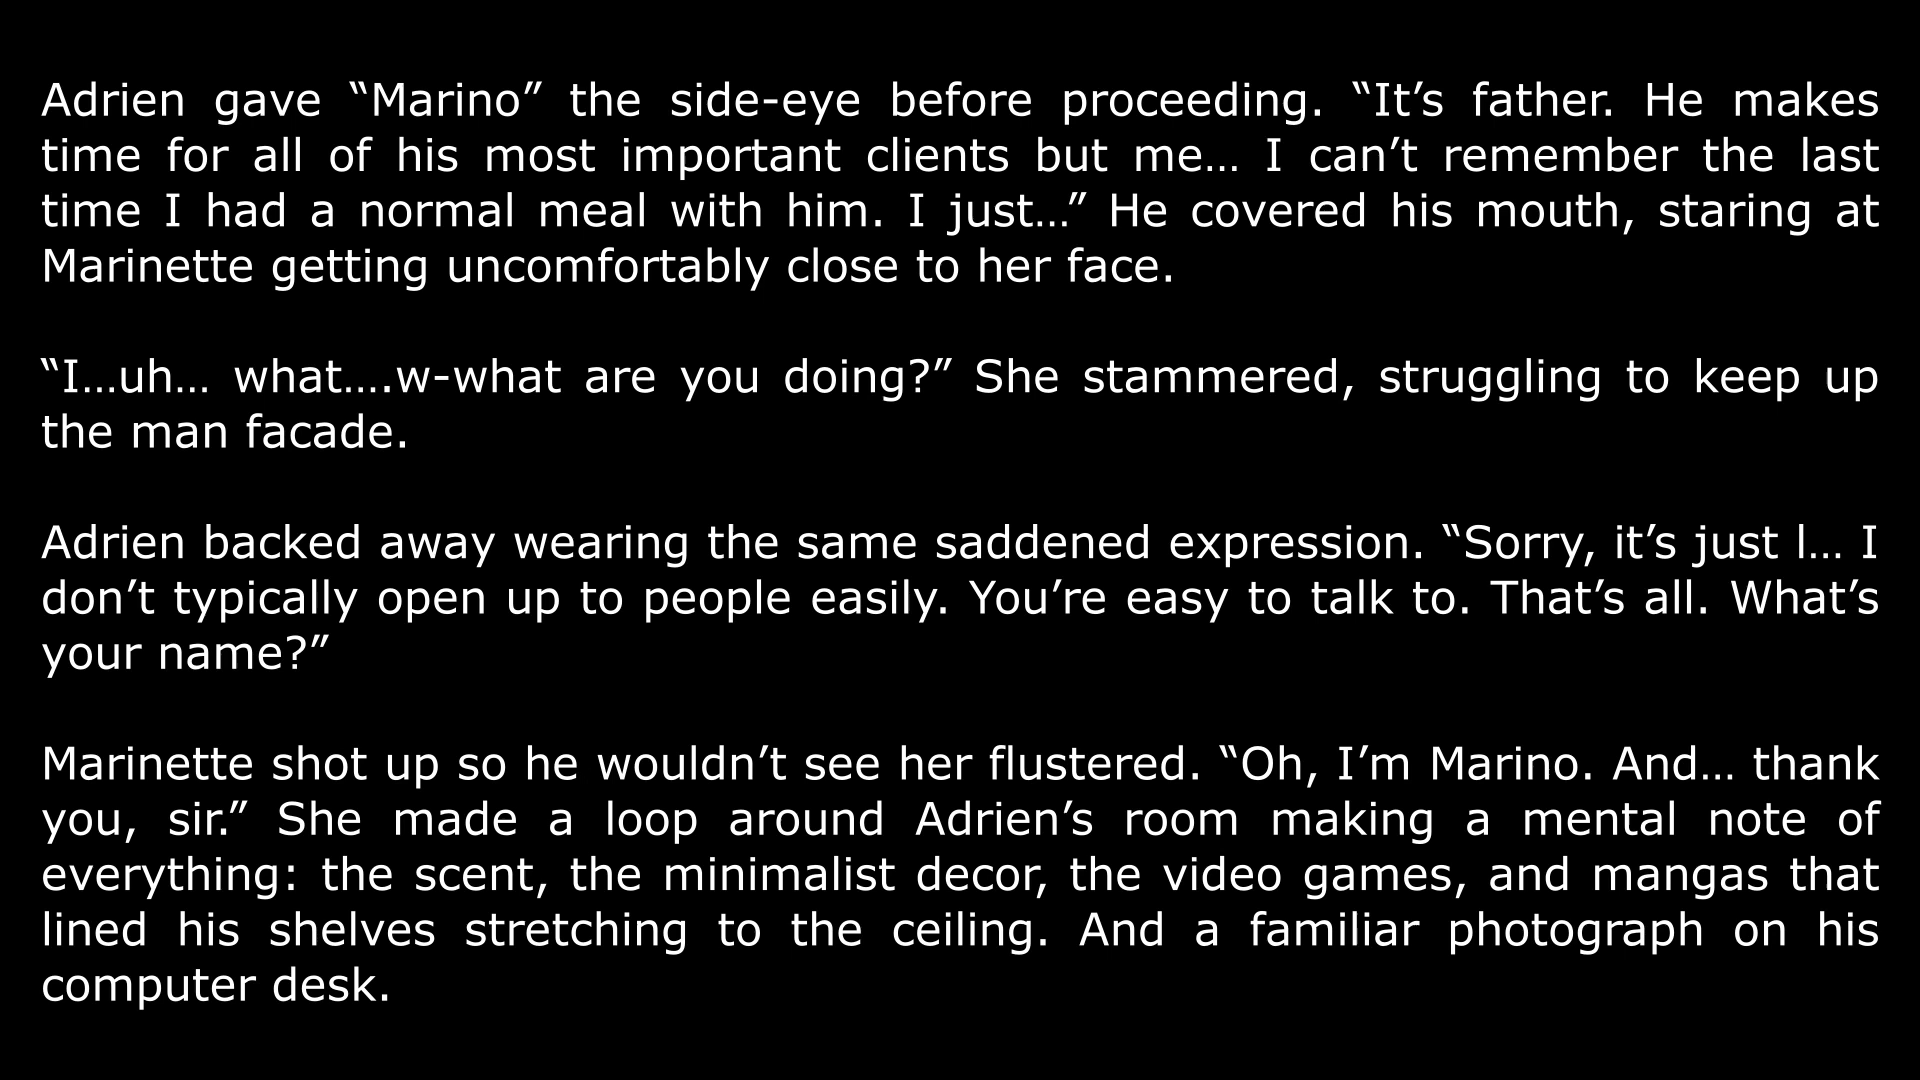 Adrien gave “Marino” the side-eye before proceeding. “It’s father. He makes
time for all of his most important clients but me… I can’t remember the last
time I had a normal meal with him. I just…” He covered his mouth, staring at
Marinette getting uncomfortably close to her face.
“I…uh… what….w-what are you doing?” She stammered, struggling to keep up
the man facade.
Adrien backed away wearing the same saddened expression. “Sorry, it’s just l… I
don’t typically open up to people easily. You’re easy to talk to. That’s all. What’s
your name?”
Marinette shot up so he wouldn’t see her flustered. “Oh, I’m Marino. And… thank
you, sir.” She made a loop around Adrien’s room making a mental note of
everything: the scent, the minimalist decor, the video games, and mangas that
lined his shelves stretching to the ceiling. And a familiar photograph on his
computer desk.